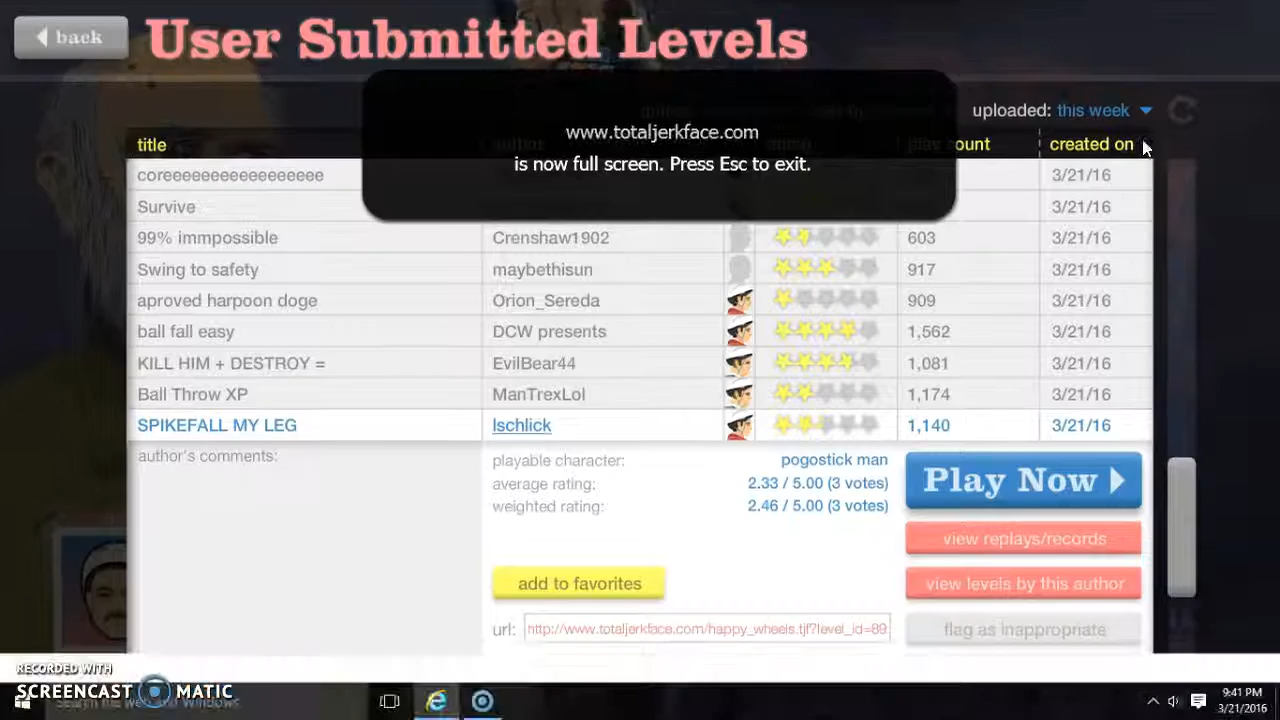 back
User Submitted Levels
uploaded: this week
www.totaljerkface.com
is now full screen. Press Esc to exit.
title author play count created on
coreeeeeeeeeeeeeeeee 3/21/16
Survive 3/21/16
99% immpossible Crenshaw1902 603 3/21/16
Swing to safety maybethisun 917 3/21/16
aproved harpoon doge Orion_Sereda 909 3/21/16
ball fall easy DCW presents 1,562 3/21/16
KILL HIM + DESTROY = EvilBear44 1,081 3/21/16
Ball Throw XP ManTrexLol 1,174 3/21/16
SPIKEFALL MY LEG lschlick 1,140 3/21/16
author's comments:
playable character: pogostick man
average rating: 2.33 / 5.00 (3 votes)
weighted rating: 2.46 / 5.00 (3 votes)
Play Now
view replays/records
add to favorites
view levels by this author
url: http://www.totaljerkface.com/happy_wheels.tjf?level_id=89
flag as inappropriate
RECORDED WITH
SCREENCAST MATIC
Search the web and Windows
9:41 PM
3/21/2016